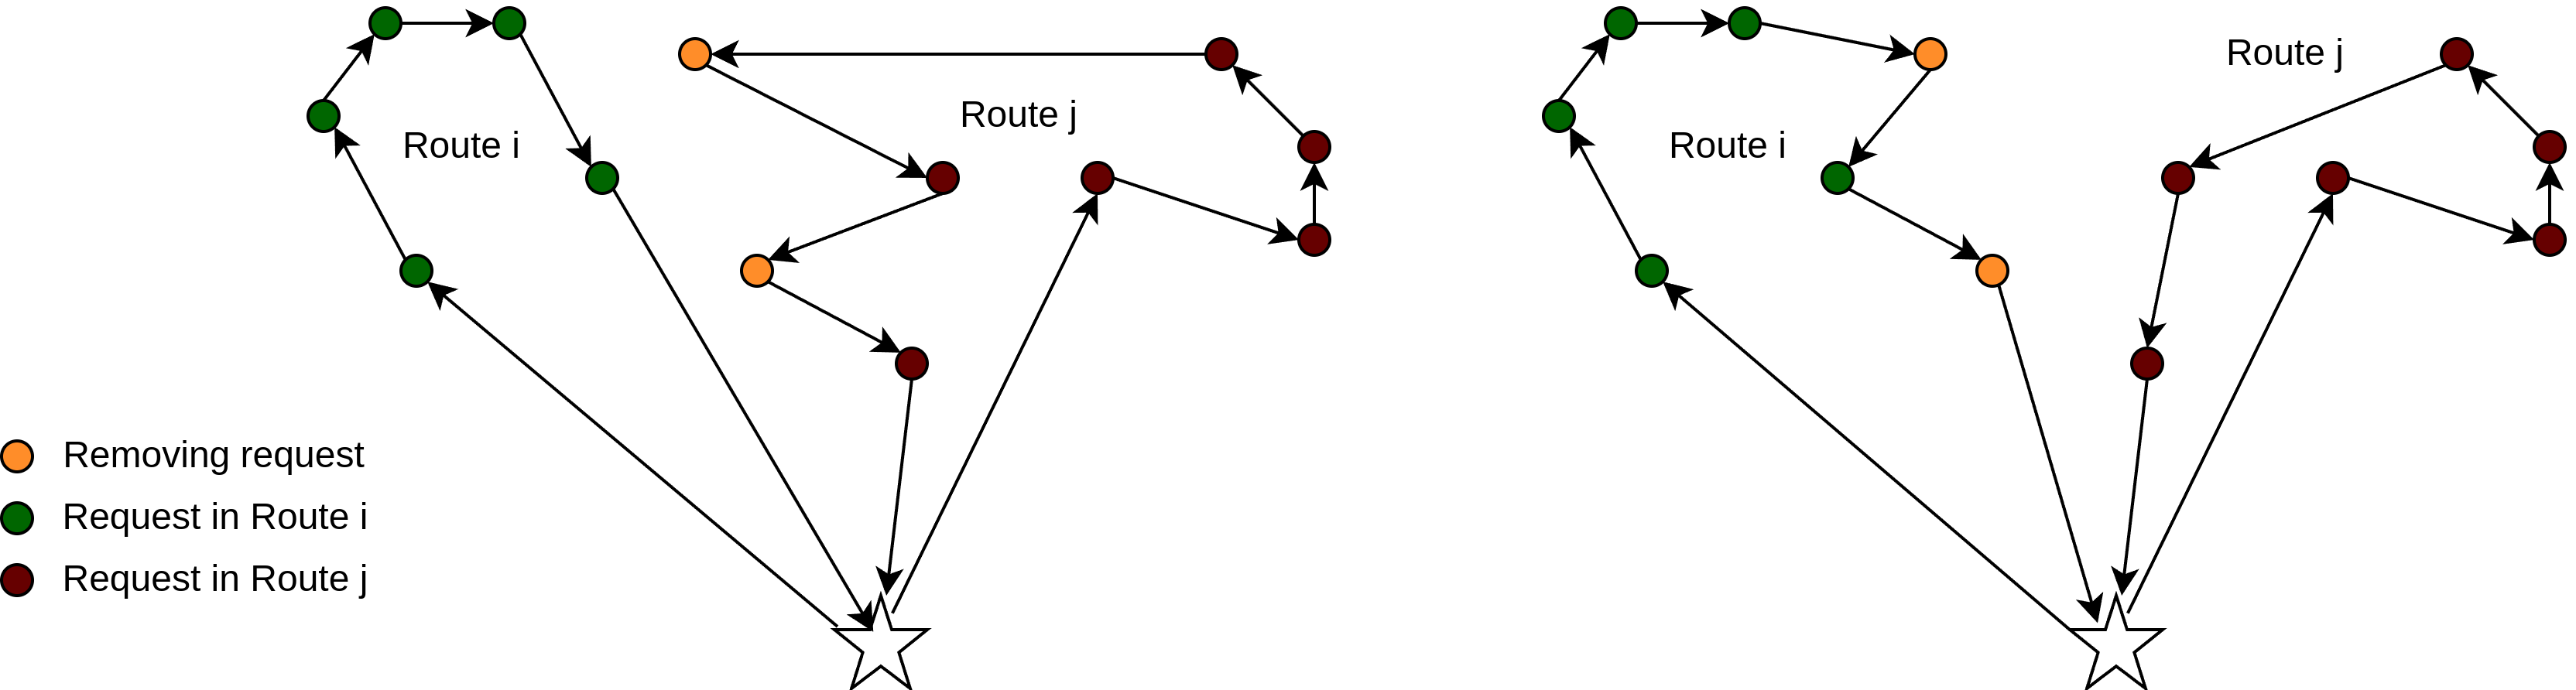 Route i
Route j
Route i
Route j
Removing request
Request in Route i
Request in Route j